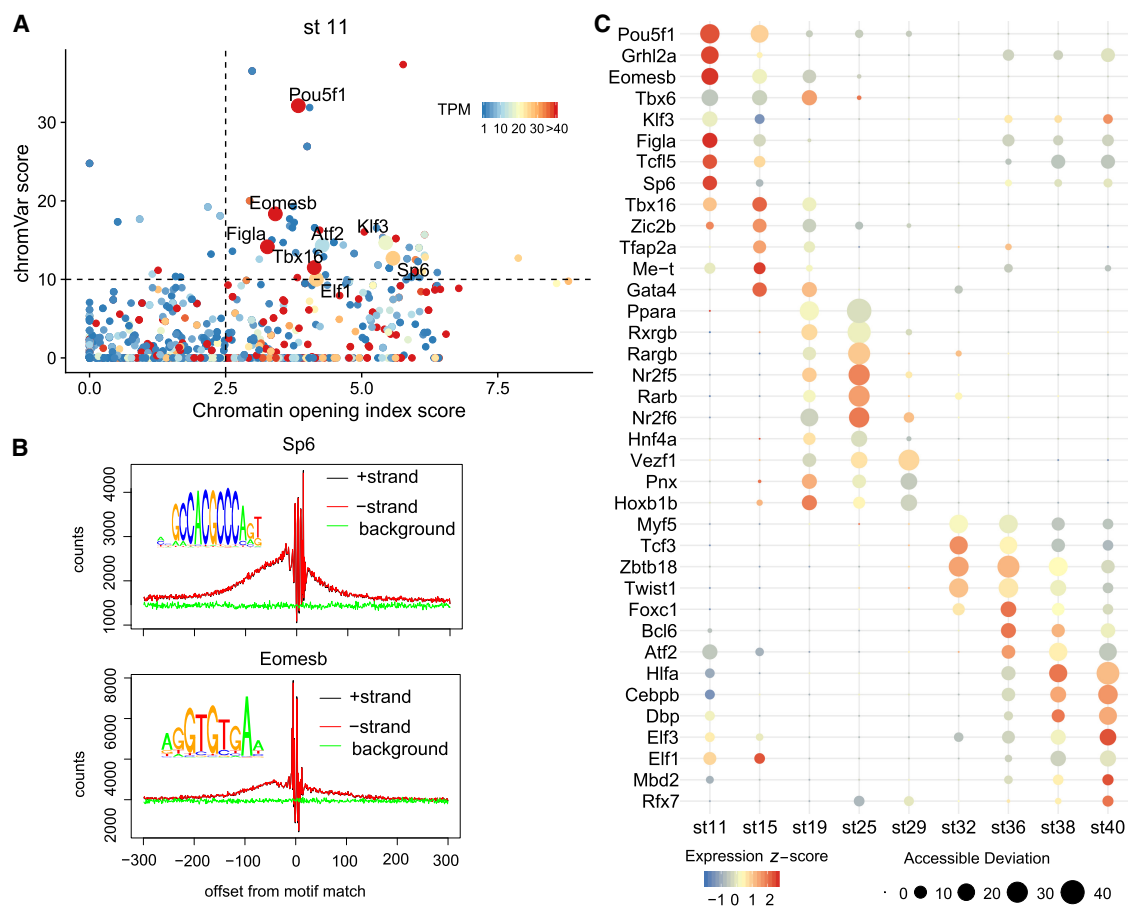 A
st 11
chromVar score
30
20
10
0
Pou5f1
TPM
1 10 20 30 >40
Eomesb
Figla
Atf2
Klf3
Tbx16
Sp6
Elf1
0.0 2.5 5.0 7.5
Chromatin opening index score
B
Sp6
counts
4000
3000
2000
1000
GCCACGCCCAGT
+strand
−strand
background
Eomesb
counts
8000
6000
4000
2000
AGGTGTGAA
+strand
−strand
background
−300 −200 −100 0 100 200 300
offset from motif match
C
Pou5f1
Grhl2a
Eomesb
Tbx6
Klf3
Figla
Tcfl5
Sp6
Tbx16
Zic2b
Tfap2a
Me−t
Gata4
Ppara
Rxrgb
Rargb
Nr2f5
Rarb
Nr2f6
Hnf4a
Vezf1
Pnx
Hoxb1b
Myf5
Tcf3
Zbtb18
Twist1
Foxc1
Bcl6
Atf2
Hlfa
Cebpb
Dbp
Elf3
Elf1
Mbd2
Rfx7
st11 st15 st19 st25 st29 st32 st36 st38 st40
Expression z−score
−1 0 1 2
Accessible Deviation
0 10 20 30 40